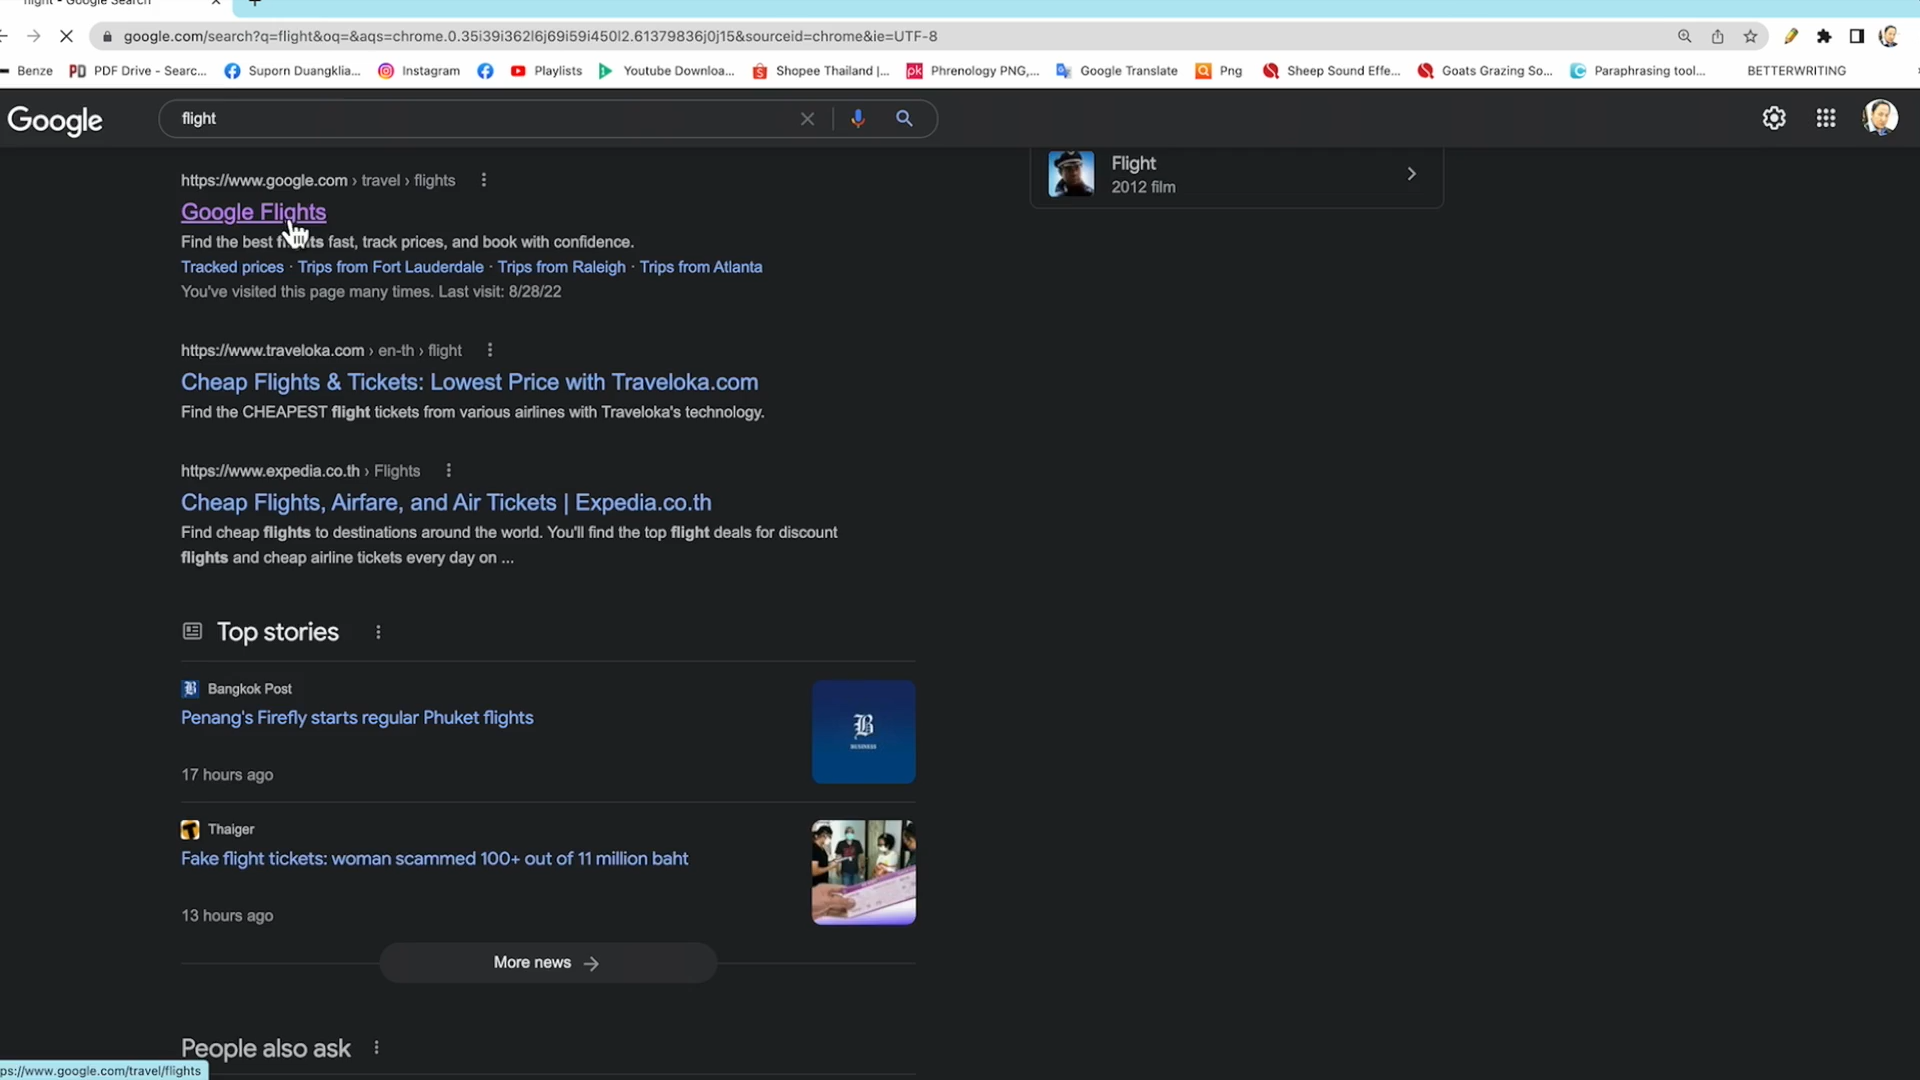 flight - Google Search
google.com/search?q=flight&oq=&aqs=chrome.0.35i39i362l6j69i59i450l2.61379836j0j15&sourceid=chrome&ie=UTF-8
Benze PDF Drive - Searc... Suporn Duangklia... Instagram Playlists Youtube Downloa... Shopee Thailand |... Phrenology PNG,... Google Translate Png Sheep Sound Effe... Goats Grazing So... Paraphrasing tool... BETTERWRITING
Google
flight
https://www.google.com › travel › flights
Google Flights
Find the best fast, track prices, and book with confidence.
Tracked prices · Trips from Fort Lauderdale · Trips from Raleigh · Trips from Atlanta
You've visited this page many times. Last visit: 8/28/22
Flight
2012 film
https://www.traveloka.com › en-th › flight
Cheap Flights & Tickets: Lowest Price with Traveloka.com
Find the CHEAPEST flight tickets from various airlines with Traveloka's technology.
https://www.expedia.co.th › Flights
Cheap Flights, Airfare, and Air Tickets | Expedia.co.th
Find cheap flights to destinations around the world. You'll find the top flight deals for discount
flights and cheap airline tickets every day on ...
Top stories
Bangkok Post
Penang's Firefly starts regular Phuket flights
17 hours ago
B
BUSINESS
Thaiger
Fake flight tickets: woman scammed 100+ out of 11 million baht
13 hours ago
More news
People also ask
ps://www.google.com/travel/flights